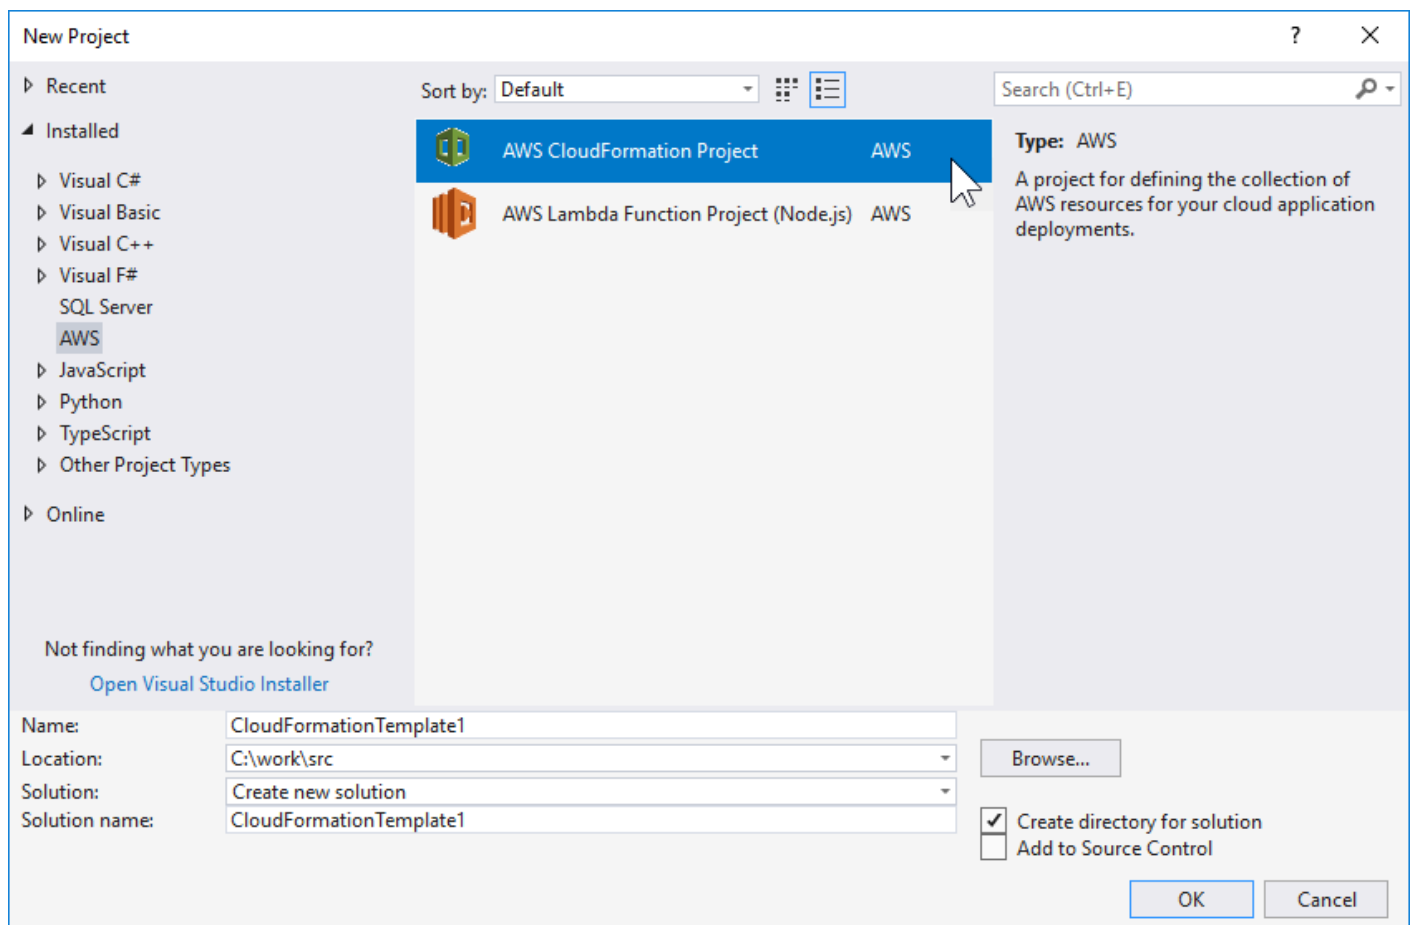 New Project
?
Recent
Installed
Visual C#
Visual Basic
Visual C++
Visual F#
SQL Server
AWS
JavaScript
Python
TypeScript
Other Project Types
Online
Not finding what you are looking for?
Open Visual Studio Installer
Sort by: Default
AWS CloudFormation Project AWS
AWS Lambda Function Project (Node.js) AWS
Search (Ctrl+E)
Type: AWS
A project for defining the collection of
AWS resources for your cloud application
deployments.
Name: CloudFormationTemplate1
Location: C:\work\src
Browse...
Solution: Create new solution
Solution name: CloudFormationTemplate1
Create directory for solution
Add to Source Control
OK Cancel